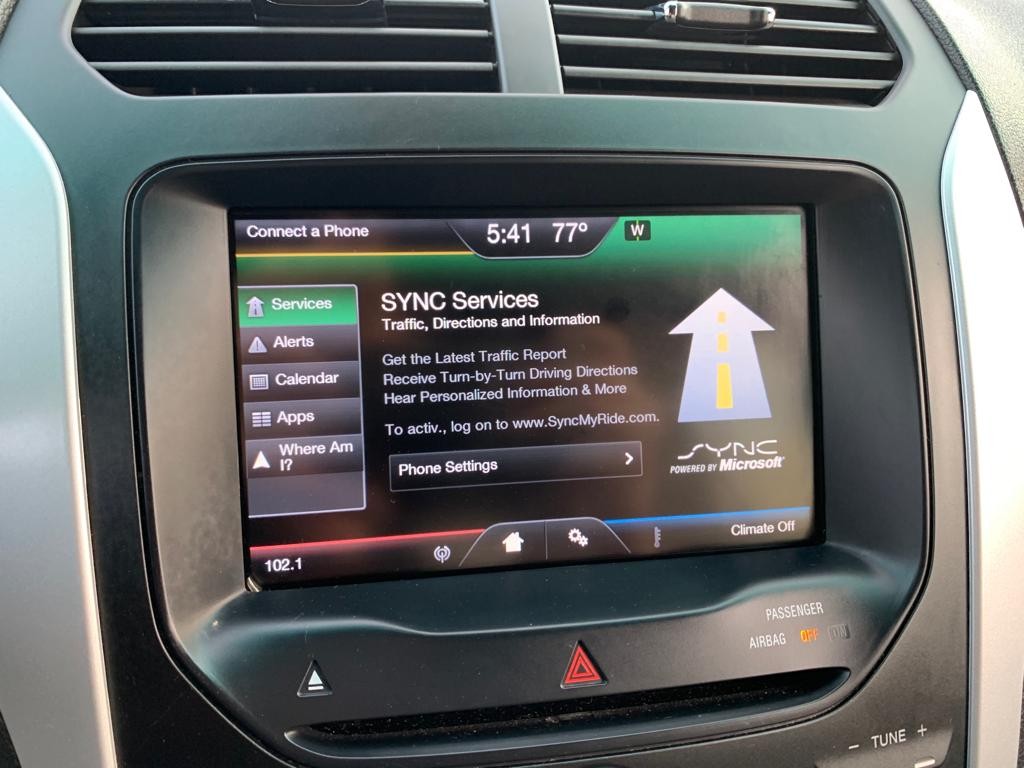 Connect a Phone
5:41 77°
W
Services
Alerts
Calendar
Apps
Where Am
I?
SYNC Services
Traffic, Directions and Information
Get the Latest Traffic Report
Receive Turn-by-Turn Driving Directions
Hear Personalized Information & More
To activ., log on to www.SyncMyRide.com.
Phone Settings
SYNC
POWERED BY Microsoft
102.1
Climate Off
PASSENGER
AIRBAG OFF ON
– TUNE +